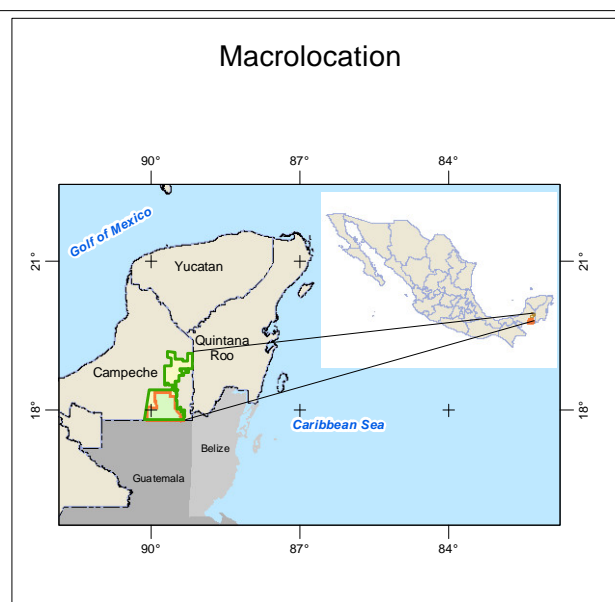 Macrolocation
90° 87° 84°
Golf of Mexico
21° 21°
Yucatan
Quintana
Roo
Campeche
18° 18°
Caribbean Sea
Belize
Guatemala
90° 87° 84°